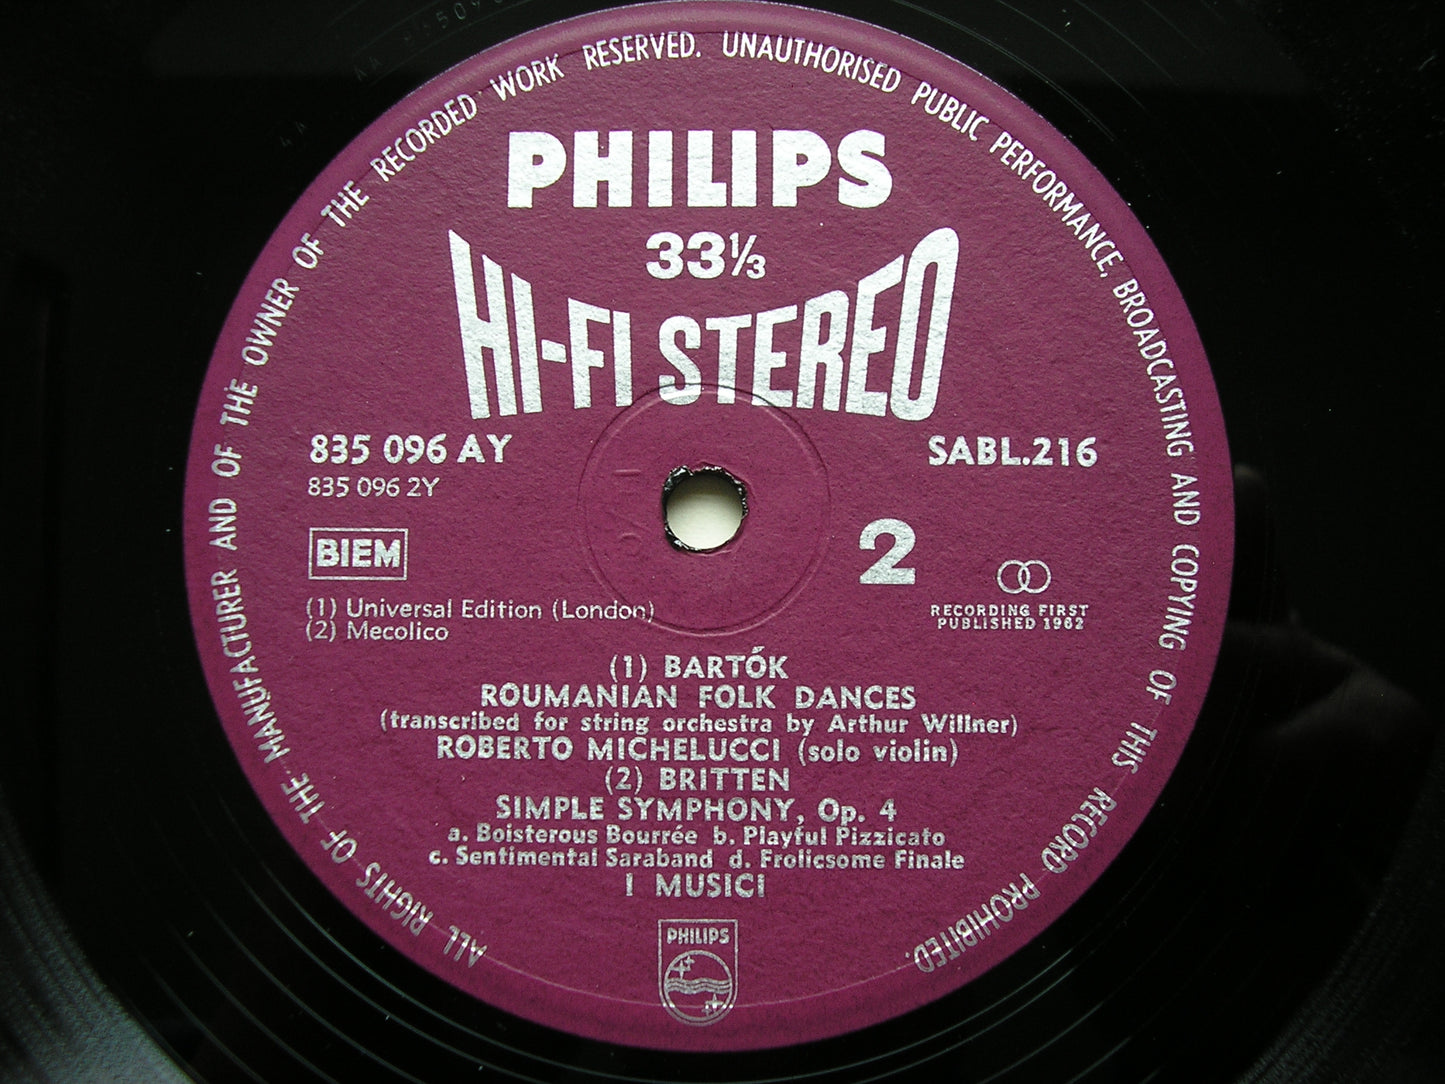 ALL RIGHTS OF THE MANUFACTURER AND OF THE OWNER OF THE RECORDED WORK RESERVED. UNAUTHORISED PUBLIC PERFORMANCE, BROADCASTING AND COPYING OF THIS RECORD PROHIBITED.
PHILIPS
33⅓
HI-FI STEREO
835 096 AY
SABL.216
835 096 2Y
BIEM
2
RECORDING FIRST
PUBLISHED 1962
(1) Universal Edition (London)
(2) Mecolico
(1) BARTÓK
ROUMANIAN FOLK DANCES
(transcribed for string orchestra by Arthur Willner)
ROBERTO MICHELUCCI (solo violin)
(2) BRITTEN
SIMPLE SYMPHONY, Op. 4
a. Boisterous Bourrée b. Playful Pizzicato
c. Sentimental Saraband d. Frolicsome Finale
I MUSICI
PHILIPS